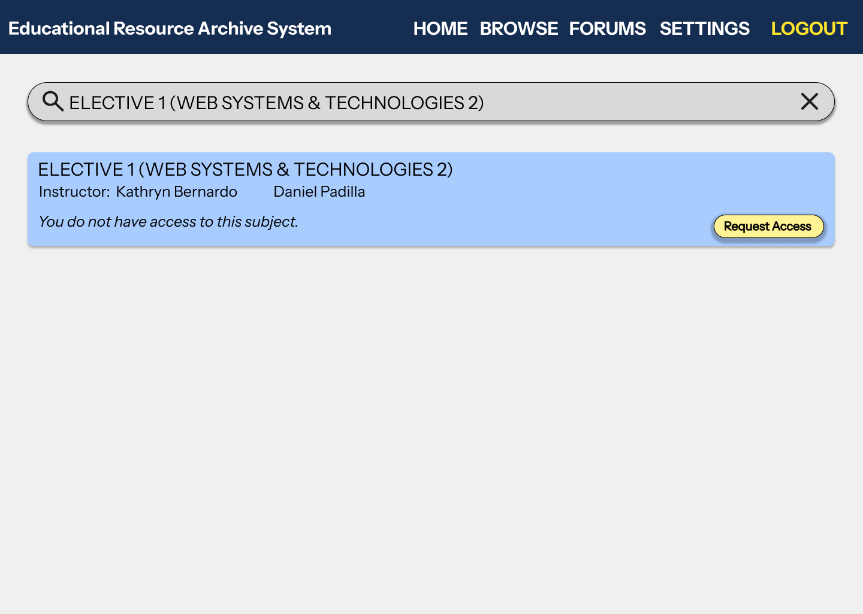 Educational Resource Archive System HOME BROWSE FORUMS SETTINGS LOGOUT
ELECTIVE 1 (WEB SYSTEMS & TECHNOLOGIES 2)
ELECTIVE 1 (WEB SYSTEMS & TECHNOLOGIES 2)
Instructor: Kathryn Bernardo Daniel Padilla
You do not have access to this subject.
Request Access